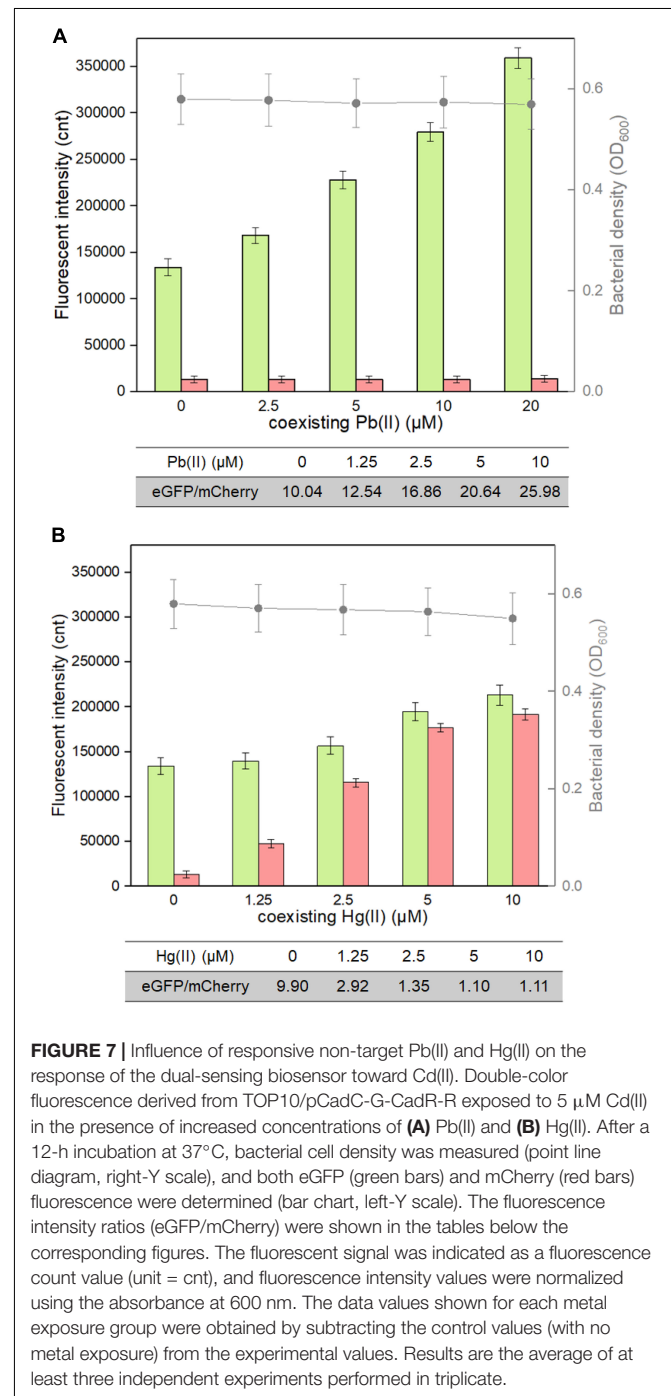 A
Fluorescent intensity (cnt)
350000
300000
250000
200000
150000
100000
50000
0
0.6
0.4
0.2
0.0
Bacterial density (OD600)
0 2.5 5 10 20
coexisting Pb(II) (μM)
Pb(II) (μM) 0 1.25 2.5 5 10
eGFP/mCherry 10.04 12.54 16.86 20.64 25.98
B
Fluorescent intensity (cnt)
350000
300000
250000
200000
150000
100000
50000
0
0.6
0.4
0.2
0.0
Bacterial density (OD600)
0 1.25 2.5 5 10
coexisting Hg(II) (μM)
Hg(II) (μM) 0 1.25 2.5 5 10
eGFP/mCherry 9.90 2.92 1.35 1.10 1.11
FIGURE 7 | Influence of responsive non-target Pb(II) and Hg(II) on the
response of the dual-sensing biosensor toward Cd(II). Double-color
fluorescence derived from TOP10/pCadC-G-CadR-R exposed to 5 μM Cd(II)
in the presence of increased concentrations of (A) Pb(II) and (B) Hg(II). After a
12-h incubation at 37°C, bacterial cell density was measured (point line
diagram, right-Y scale), and both eGFP (green bars) and mCherry (red bars)
fluorescence were determined (bar chart, left-Y scale). The fluorescence
intensity ratios (eGFP/mCherry) were shown in the tables below the
corresponding figures. The fluorescent signal was indicated as a fluorescence
count value (unit = cnt), and fluorescence intensity values were normalized
using the absorbance at 600 nm. The data values shown for each metal
exposure group were obtained by subtracting the control values (with no
metal exposure) from the experimental values. Results are the average of at
least three independent experiments performed in triplicate.